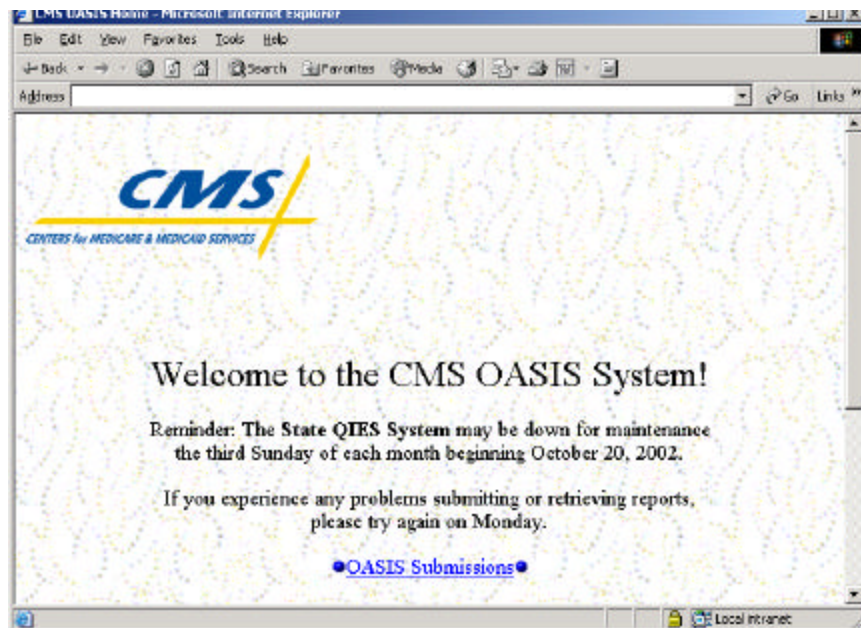 CMS OASIS Home - Microsoft Internet Explorer
File Edit View Favorites Tools Help
Back Search Favorites Media
Address Go Links »
CMS
CENTERS for MEDICARE & MEDICAID SERVICES
Welcome to the CMS OASIS System!
Reminder: The State QIES System may be down for maintenance
the third Sunday of each month beginning October 20, 2002.
If you experience any problems submitting or retrieving reports,
please try again on Monday.
OASIS Submissions
Local intranet